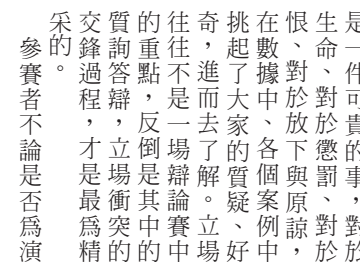 是一件可貴的事，對於
生命、對於懲罰、對於
恨、對於放下與原諒，
在數據中、各個案例中
挑起了大家的質疑、好
奇，進而去了解。立場
往往不是一場辯論賽中
的重點，反倒是其中的
質詢答辯，立場衝突的
交鋒過程，才是最為精
采的。
參賽者不論是否為演